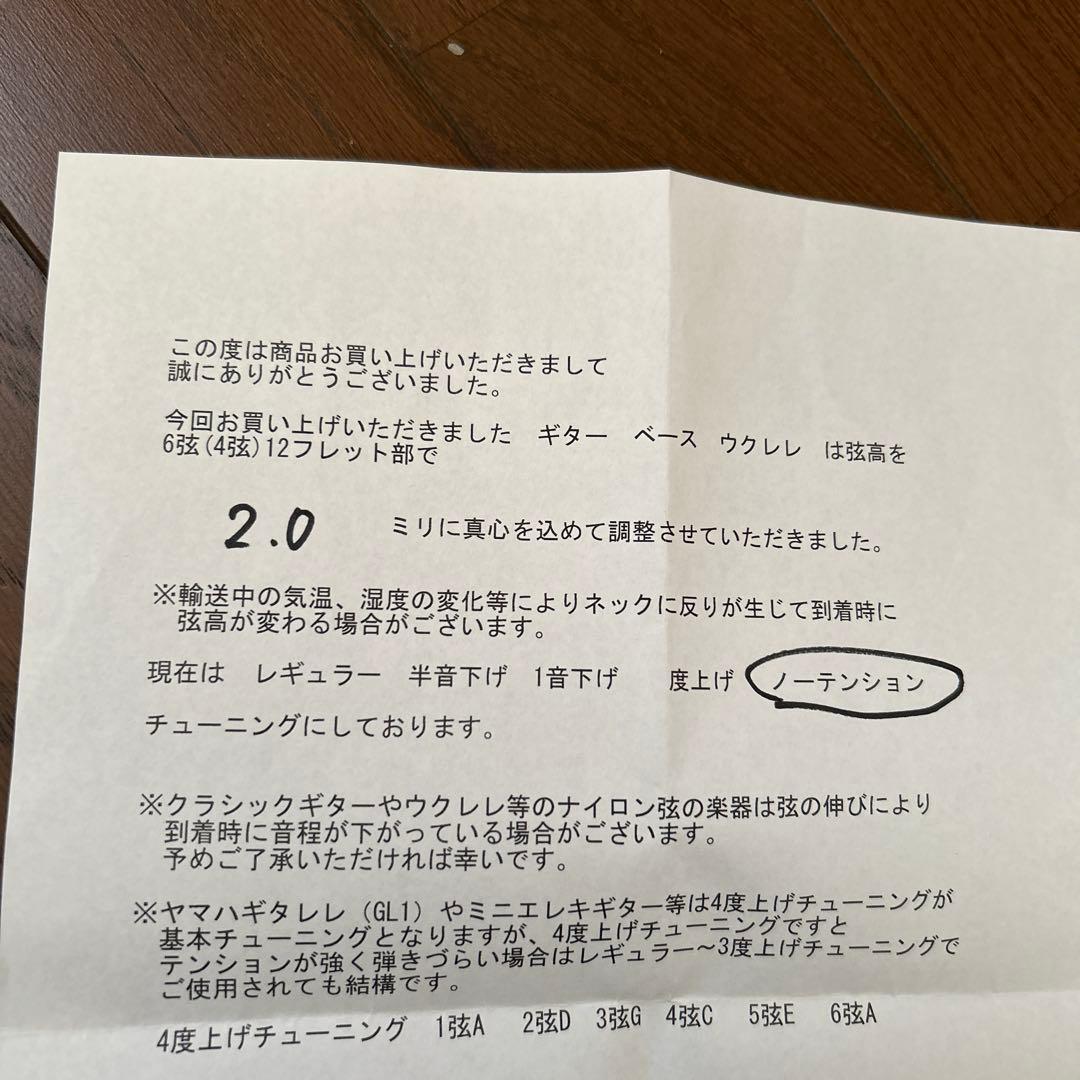 この度は商品お買い上げいただきまして
誠にありがとうございました。
今回お買い上げいただきました ギター ベース ウクレレ は弦高を
6弦(4弦)12フレット部で
2.0 ミリに真心を込めて調整させていただきました。
※輸送中の気温、湿度の変化等によりネックに反りが生じて到着時に
弦高が変わる場合がございます。
現在は レギュラー 半音下げ 1音下げ 度上げ ノーテンション
チューニングにしております。
※クラシックギターやウクレレ等のナイロン弦の楽器は弦の伸びにより
到着時に音程が下がっている場合がございます。
予めご了承いただければ幸いです。
※ヤマハギタレレ(GL1)やミニエレキギター等は4度上げチューニングが
基本チューニングとなりますが、4度上げチューニングですと
テンションが強く弾きづらい場合はレギュラー～3度上げチューニングで
ご使用されても結構です。
4度上げチューニング 1弦A 2弦D 3弦G 4弦C 5弦E 6弦A